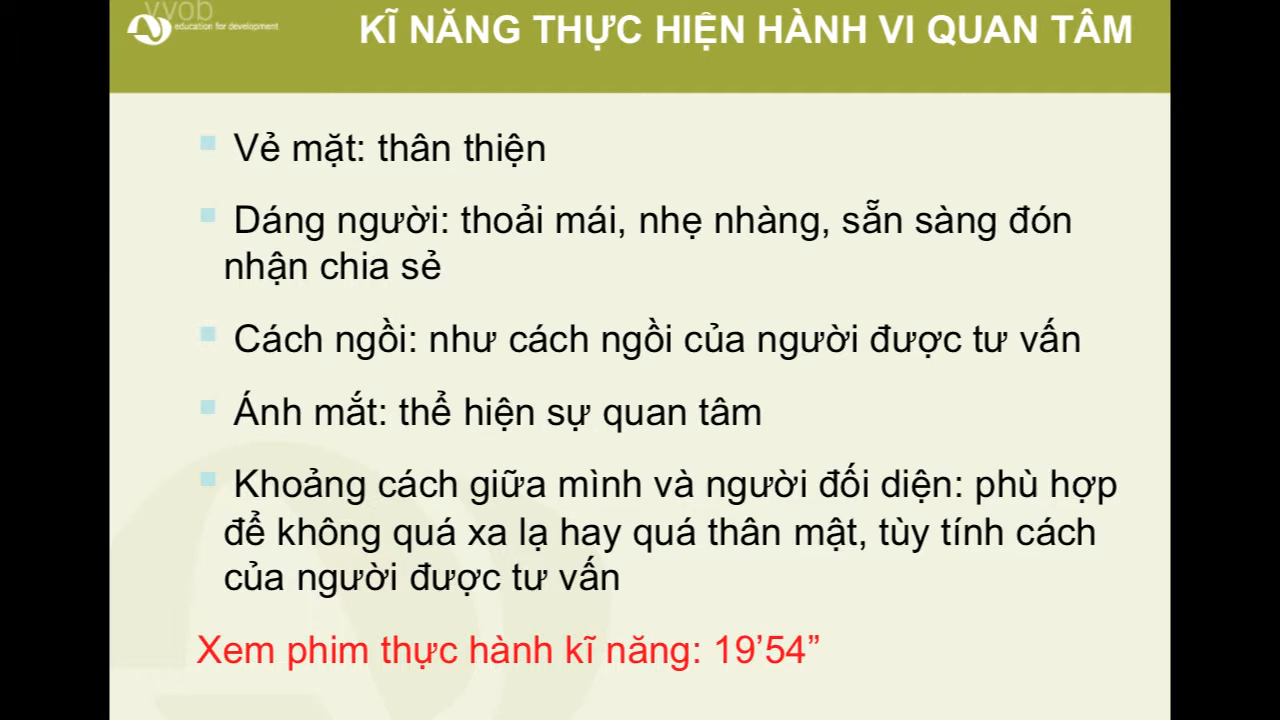 vvob
education for development
KĨ NĂNG THỰC HIỆN HÀNH VI QUAN TÂM
Vẻ mặt: thân thiện
Dáng người: thoải mái, nhẹ nhàng, sẵn sàng đón
nhận chia sẻ
Cách ngồi: như cách ngồi của người được tư vấn
Ánh mắt: thể hiện sự quan tâm
Khoảng cách giữa mình và người đối diện: phù hợp
để không quá xa lạ hay quá thân mật, tùy tính cách
của người được tư vấn
Xem phim thực hành kĩ năng: 19’54”